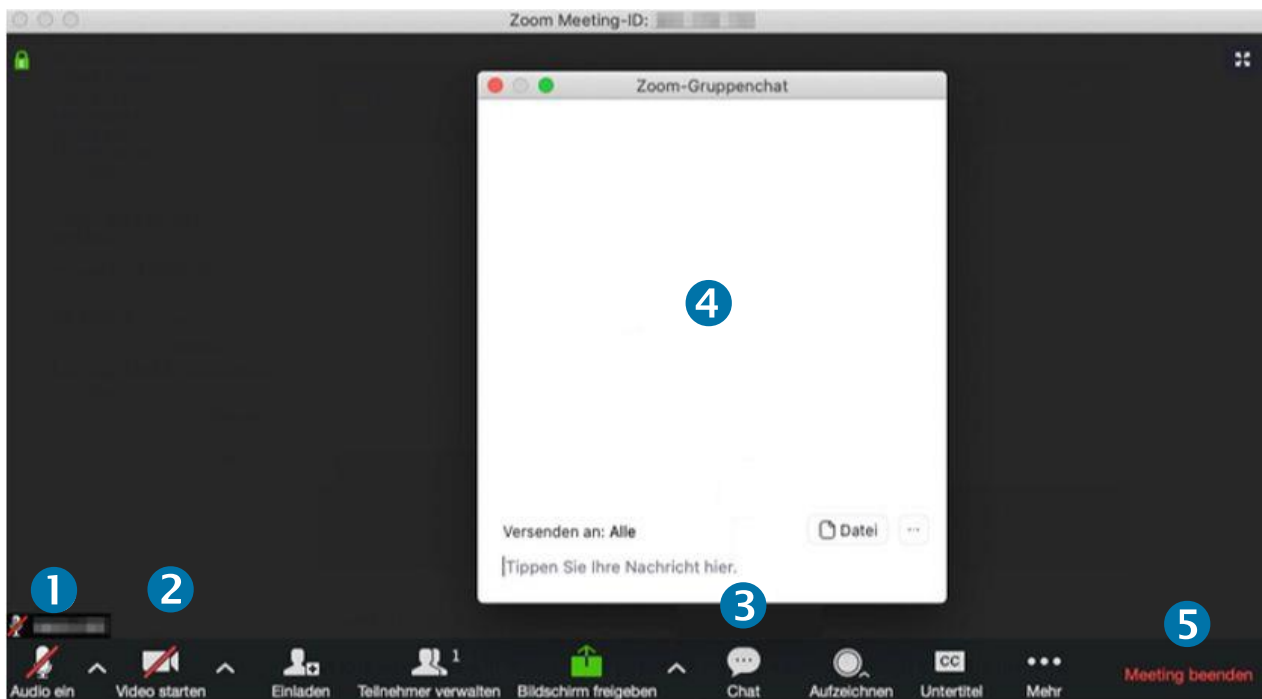 Zoom Meeting-ID:
Zoom-Gruppenchat
4
Versenden an: Alle
Datei
Tippen Sie Ihre Nachricht hier.
1
2
3
5
Audio ein
Video starten
Einladen
1
Teilnehmer verwalten
Bildschirm freigeben
Chat
Aufzeichnen
CC
Untertitel
Mehr
Meeting beenden